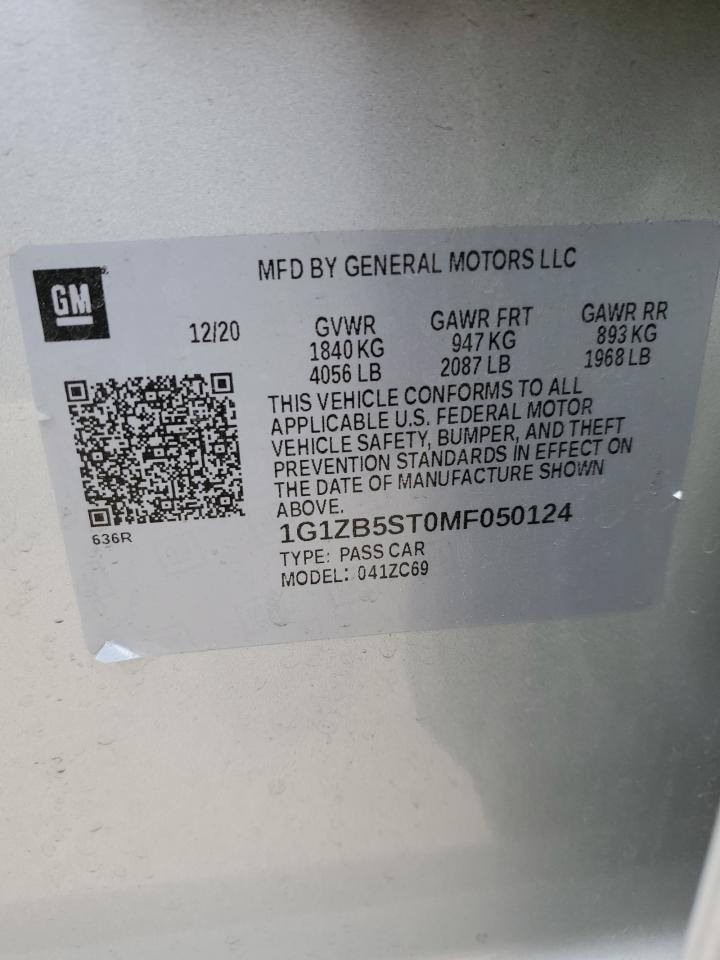 GM
MFD BY GENERAL MOTORS LLC
12/20 GVWR GAWR FRT GAWR RR
1840 KG 947 KG 893 KG
4056 LB 2087 LB 1968 LB
THIS VEHICLE CONFORMS TO ALL
APPLICABLE U.S. FEDERAL MOTOR
VEHICLE SAFETY, BUMPER, AND THEFT
PREVENTION STANDARDS IN EFFECT ON
THE DATE OF MANUFACTURE SHOWN
ABOVE.
636R
1G1ZB5ST0MF050124
TYPE: PASS CAR
MODEL: 041ZC69